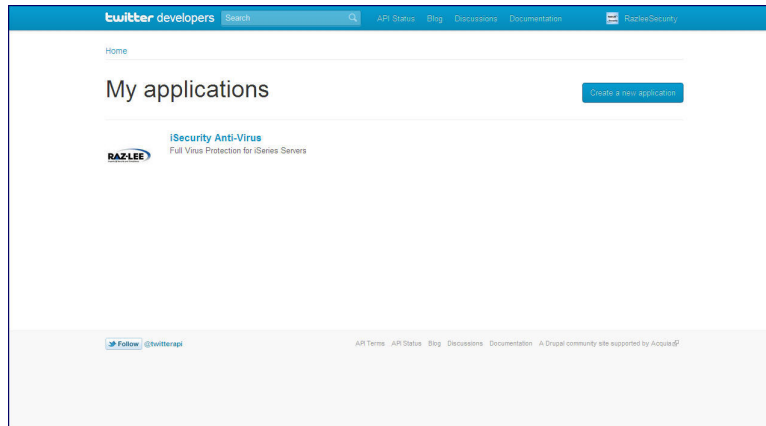 twitter developers Search API Status Blog Discussions Documentation RazleeSecurity
Home
My applications
Create a new application
iSecurity Anti-Virus
Full Virus Protection for iSeries Servers
RAZ-LEE
Follow @twitterapi
API Terms API Status Blog Discussions Documentation A Drupal community site supported by Acquia